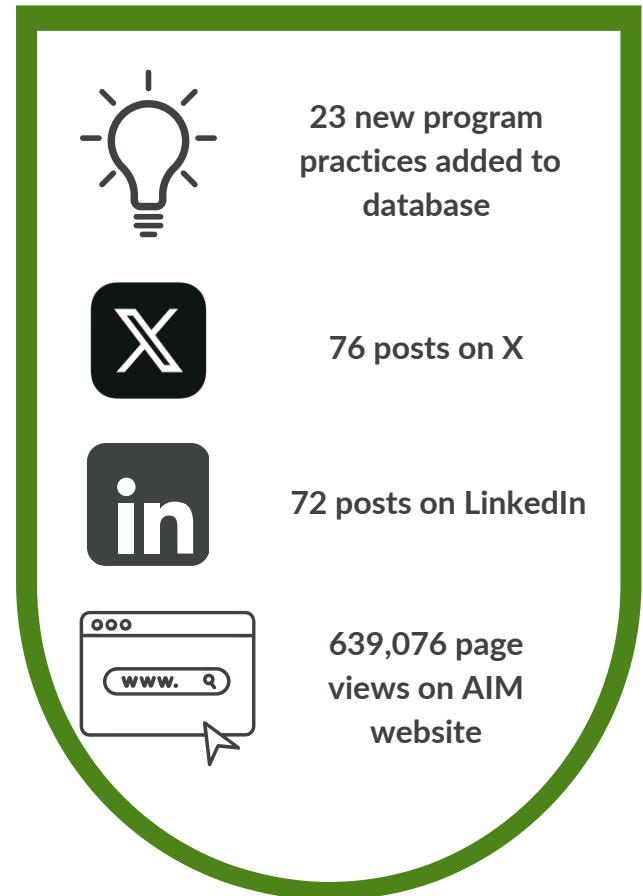 23 new program
practices added to
database
X
76 posts on X
in
72 posts on LinkedIn
www.
639,076 page
views on AIM
website